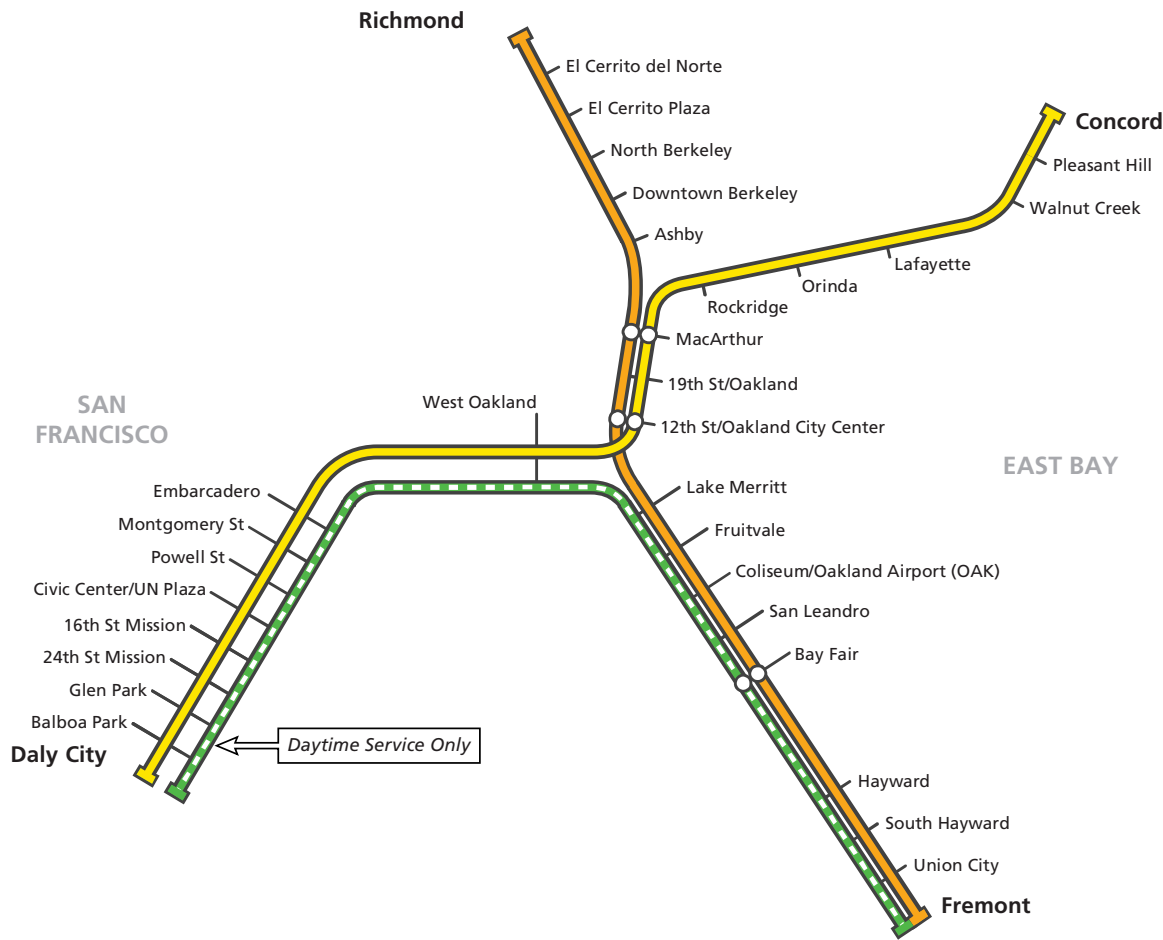 Richmond
El Cerrito del Norte
El Cerrito Plaza
North Berkeley
Downtown Berkeley
Ashby
Concord
Pleasant Hill
Walnut Creek
Lafayette
Orinda
Rockridge
MacArthur
19th St/Oakland
12th St/Oakland City Center
SAN
FRANCISCO
West Oakland
EAST BAY
Embarcadero
Montgomery St
Powell St
Civic Center/UN Plaza
16th St Mission
24th St Mission
Glen Park
Balboa Park
Daly City
Daytime Service Only
Lake Merritt
Fruitvale
Coliseum/Oakland Airport (OAK)
San Leandro
Bay Fair
Hayward
South Hayward
Union City
Fremont